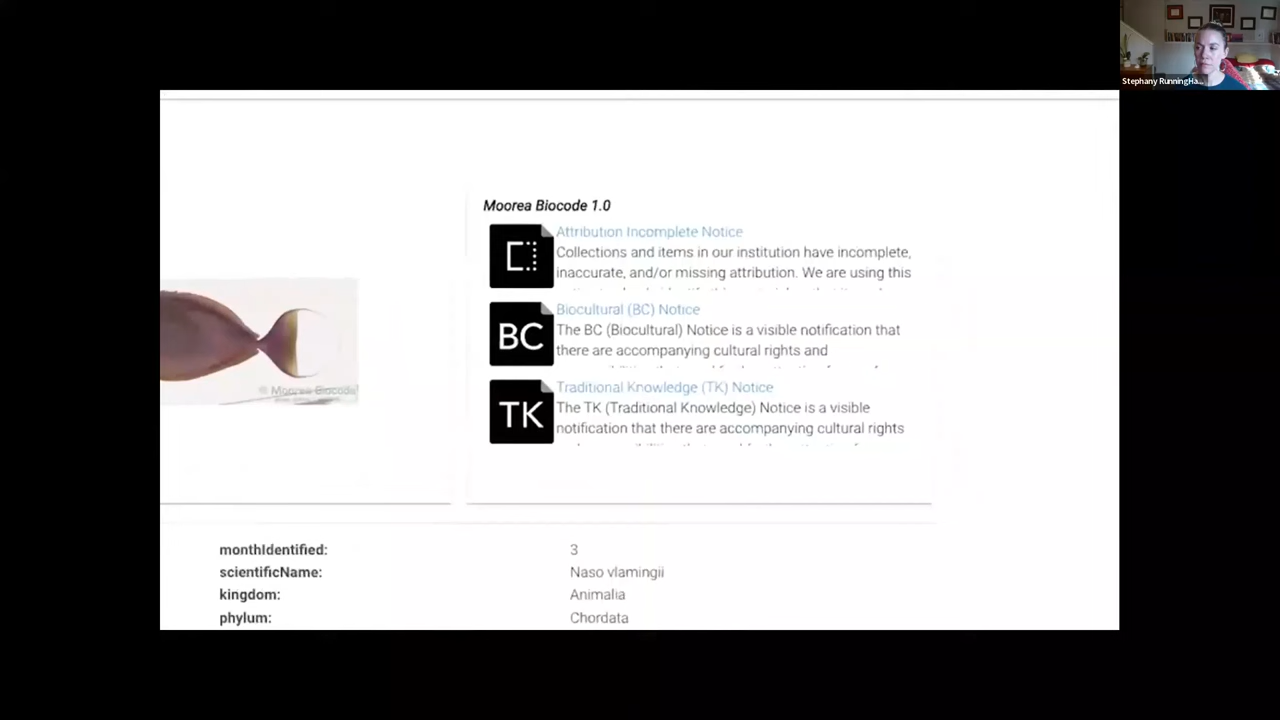 Stephany RunningHa...
Moorea Biocode 1.0
Attribution Incomplete Notice
Collections and items in our institution have incomplete,
inaccurate, and/or missing attribution. We are using this
BC
Biocultural (BC) Notice
The BC (Biocultural) Notice is a visible notification that
there are accompanying cultural rights and
TK
Traditional Knowledge (TK) Notice
The TK (Traditional Knowledge) Notice is a visible
notification that there are accompanying cultural rights
© Moorea Biocode
monthIdentified: 3
scientificName: Naso vlamingii
kingdom: Animalia
phylum: Chordata